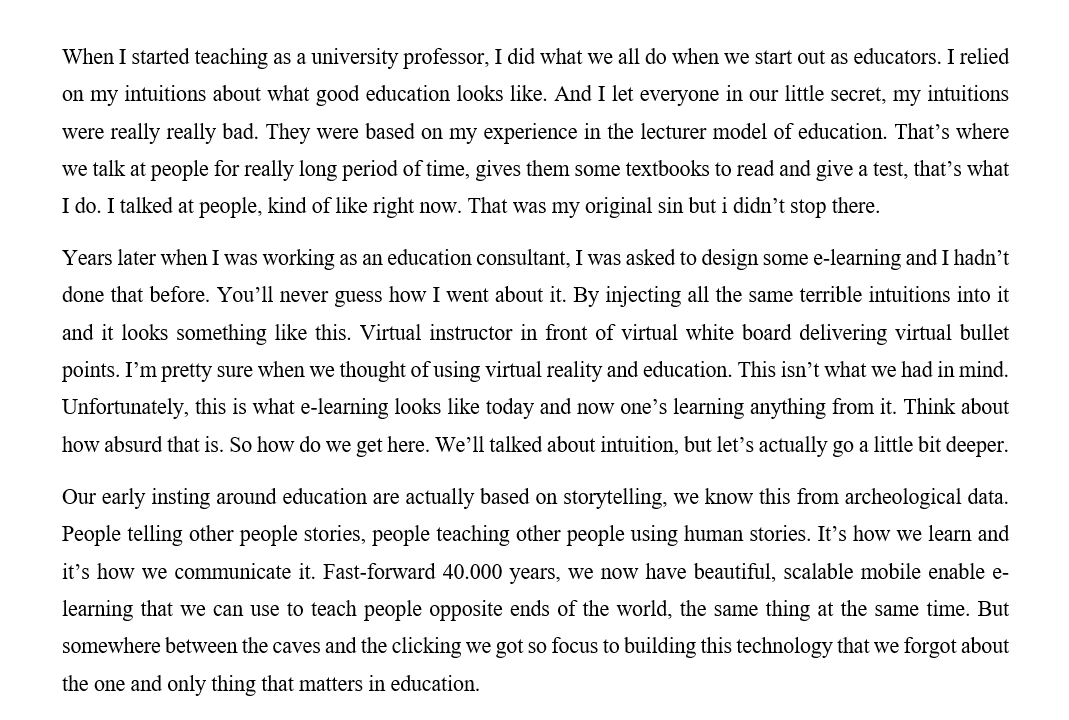 When I started teaching as a university professor, I did what we all do when we start out as educators. I relied
on my intuitions about what good education looks like. And I let everyone in our little secret, my intuitions
were really really bad. They were based on my experience in the lecturer model of education. That’s where
we talk at people for really long period of time, gives them some textbooks to read and give a test, that’s what
I do. I talked at people, kind of like right now. That was my original sin but i didn’t stop there.
Years later when I was working as an education consultant, I was asked to design some e-learning and I hadn’t
done that before. You’ll never guess how I went about it. By injecting all the same terrible intuitions into it
and it looks something like this. Virtual instructor in front of virtual white board delivering virtual bullet
points. I’m pretty sure when we thought of using virtual reality and education. This isn’t what we had in mind.
Unfortunately, this is what e-learning looks like today and now one’s learning anything from it. Think about
how absurd that is. So how do we get here. We’ll talked about intuition, but let’s actually go a little bit deeper.
Our early insting around education are actually based on storytelling, we know this from archeological data.
People telling other people stories, people teaching other people using human stories. It’s how we learn and
it’s how we communicate it. Fast-forward 40.000 years, we now have beautiful, scalable mobile enable e-
learning that we can use to teach people opposite ends of the world, the same thing at the same time. But
somewhere between the caves and the clicking we got so focus to building this technology that we forgot about
the one and only thing that matters in education.